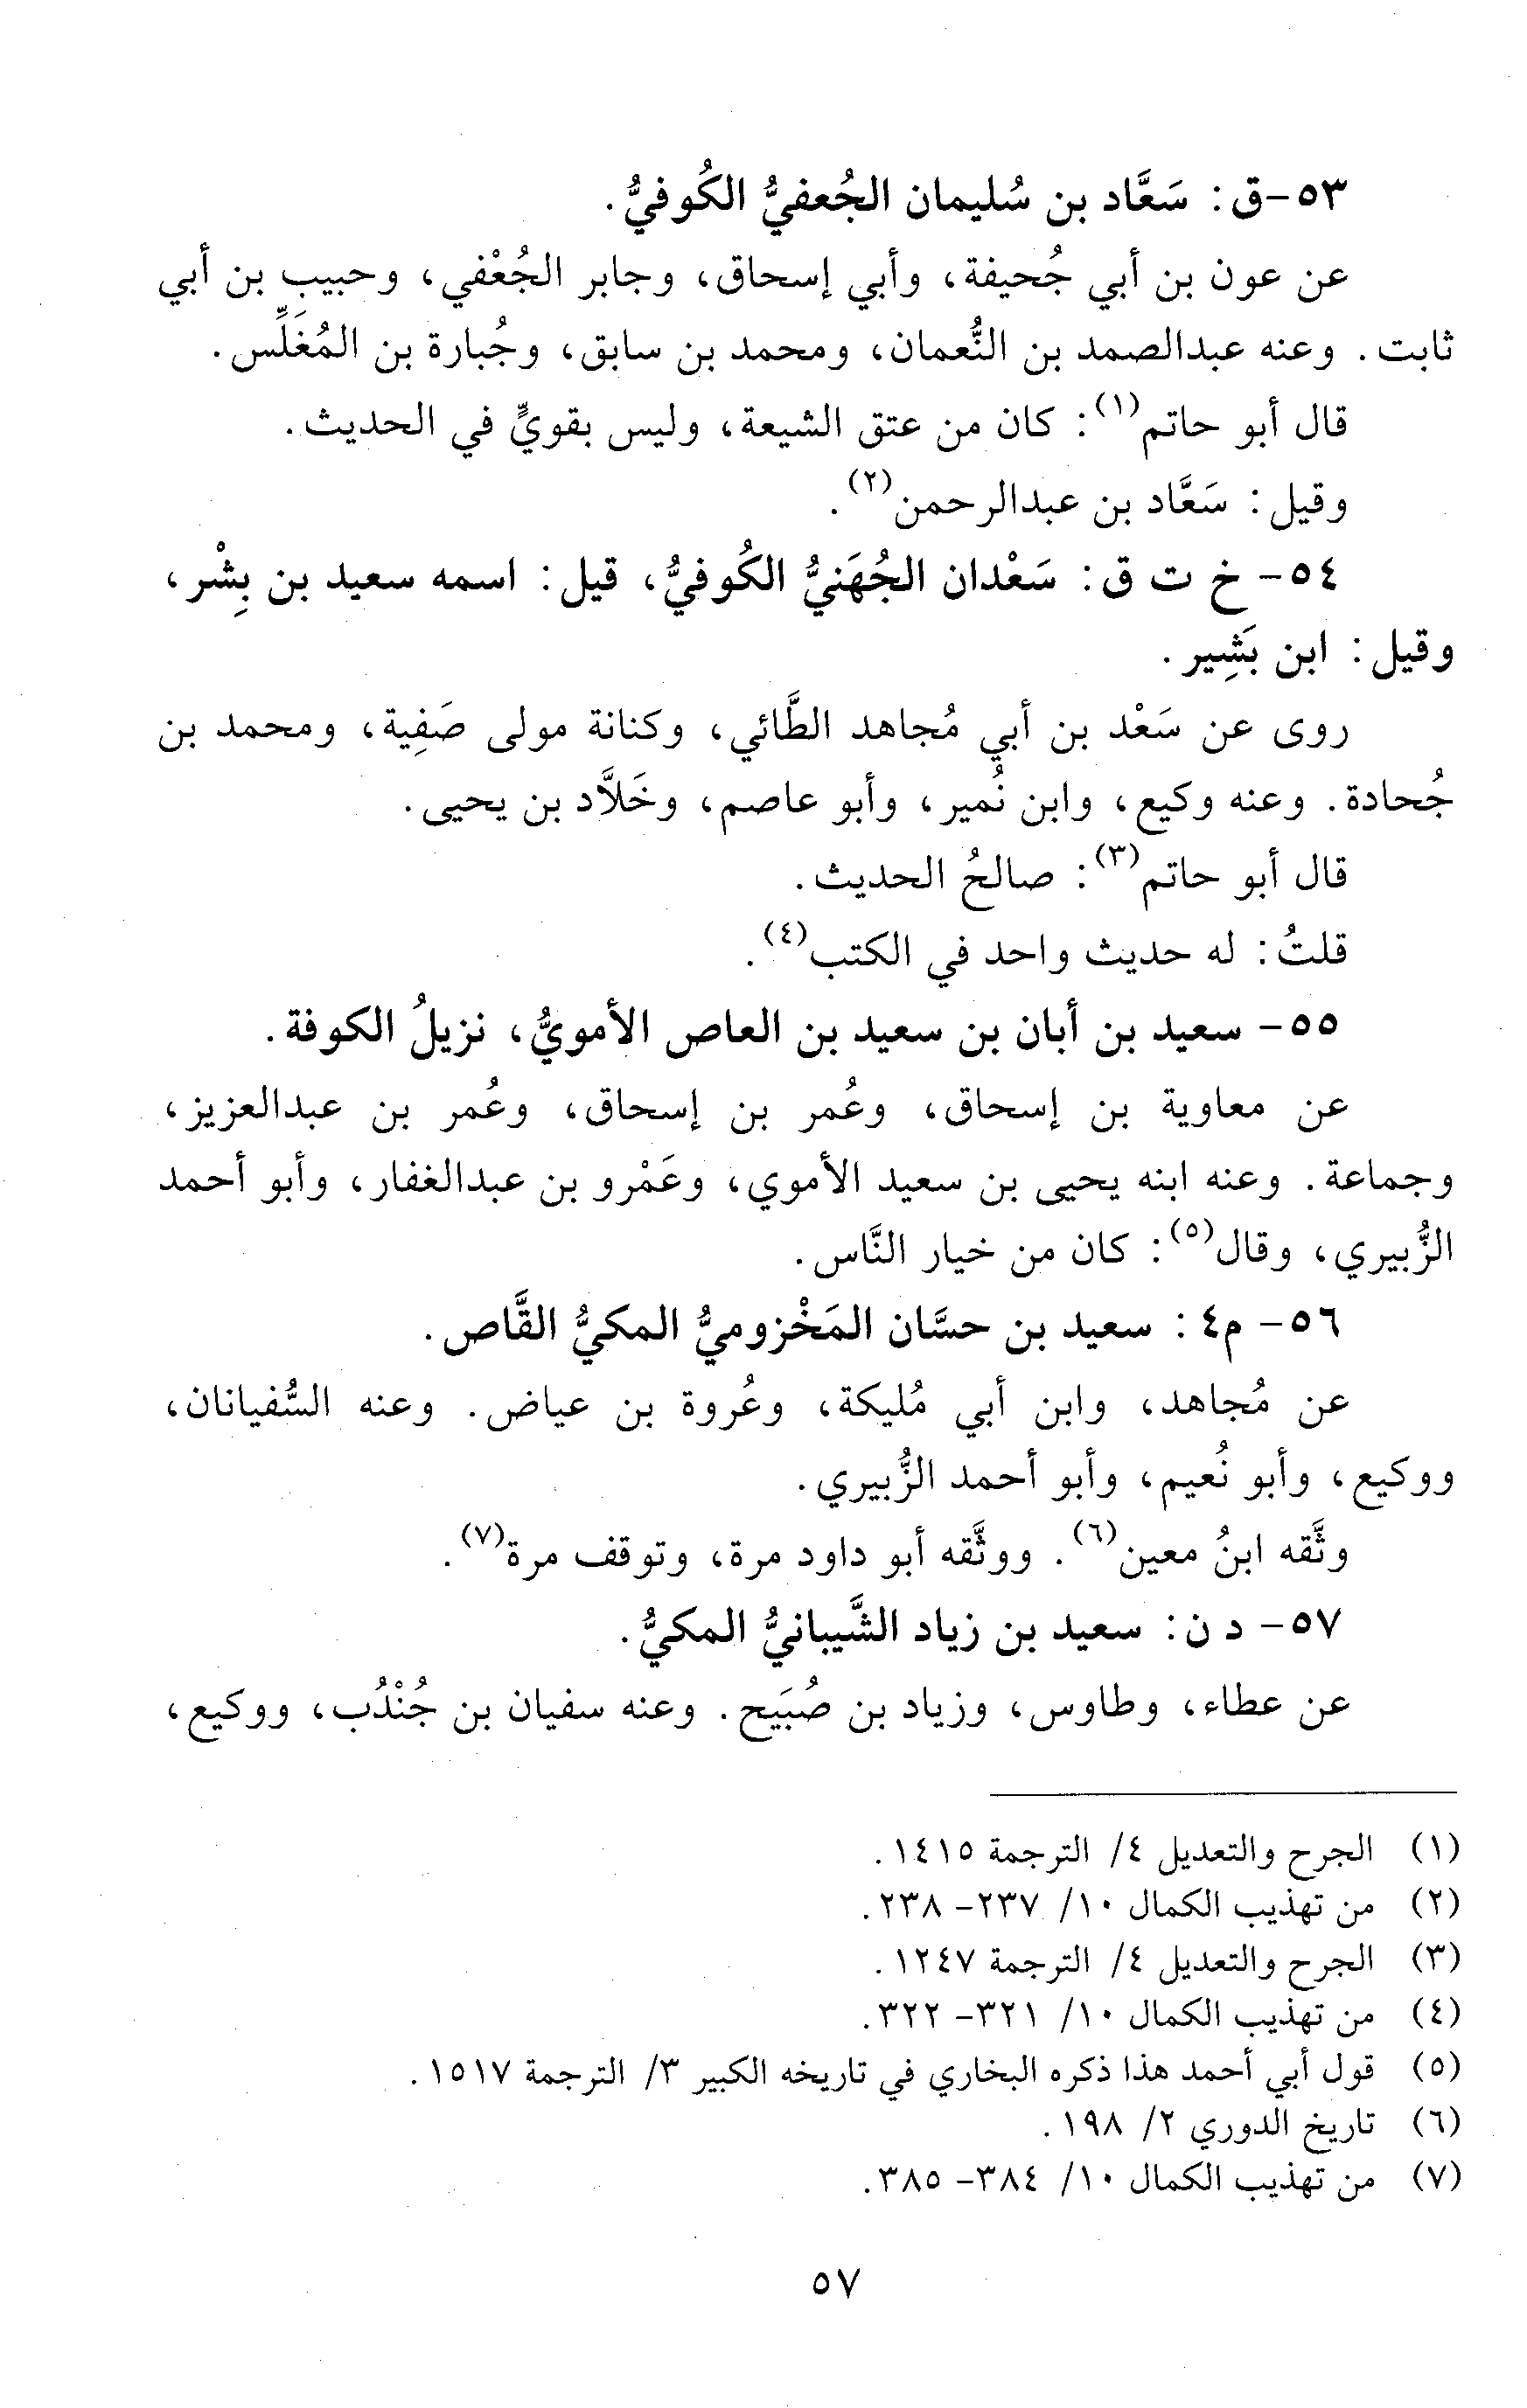 ٥٣-ق: سَعَّاد بن سُليمان الجُعفيُّ الكُوفيُّ.
عن عون بن أبي جُحيفة، وأبي إسحاق، وجابر الجُعْفي، وحبيب بن أبي
ثابت. وعنه عبدالصمد بن النُّعمان، ومحمد بن سابق، وجُبارة بن المُغَلِّس.
قال أبو حاتم(١): كان من عتق الشيعة، وليس بقويٍّ في الحديث.
وقيل: سَعَّاد بن عبدالرحمن(٢).
٥٤- خ ت ق: سَعْدان الجُهَنيُّ الكُوفيُّ، قيل: اسمه سعيد بن بِشْر،
وقيل: ابن بَشِير.
روى عن سَعْد بن أبي مُجاهد الطَّائي، وكنانة مولى صَفِية، ومحمد بن
جُحادة. وعنه وكيع، وابن نُمير، وأبو عاصم، وخَلاَّد بن يحيى.
قال أبو حاتم(٣): صالحُ الحديث.
قلتُ: له حديث واحد في الكتب(٤).
٥٥- سعيد بن أبان بن سعيد بن العاص الأمويُّ، نزيلُ الكوفة.
عن معاوية بن إسحاق، وعُمر بن إسحاق، وعُمر بن عبدالعزيز،
وجماعة. وعنه ابنه يحيى بن سعيد الأموي، وعَمْرو بن عبدالغفار، وأبو أحمد
الزُّبيري، وقال(٥): كان من خيار النَّاس.
٥٦- م٤: سعيد بن حسَّان المَخْزوميُّ المكيُّ القَّاص.
عن مُجاهد، وابن أبي مُليكة، وعُروة بن عياض. وعنه السُّفيانان،
ووكيع، وأبو نُعيم، وأبو أحمد الزُّبيري.
وثَّقه ابنُ معين(٦). ووثَّقه أبو داود مرة، وتوقف مرة(٧).
٥٧- د ن: سعيد بن زياد الشَّيبانيُّ المكيُّ.
عن عطاء، وطاوس، وزياد بن صُبَيح. وعنه سفيان بن جُنْدُب، ووكيع،
(١) الجرح والتعديل ٤/ الترجمة ١٤١٥.
(٢) من تهذيب الكمال ١٠/ ٢٣٧- ٢٣٨.
(٣) الجرح والتعديل ٤/ الترجمة ١٢٤٧.
(٤) من تهذيب الكمال ١٠/ ٣٢١- ٣٢٢.
(٥) قول أبي أحمد هذا ذكره البخاري في تاريخه الكبير ٣/ الترجمة ١٥١٧.
(٦) تاريخ الدوري ٢/ ١٩٨.
(٧) من تهذيب الكمال ١٠/ ٣٨٤- ٣٨٥.
٥٧